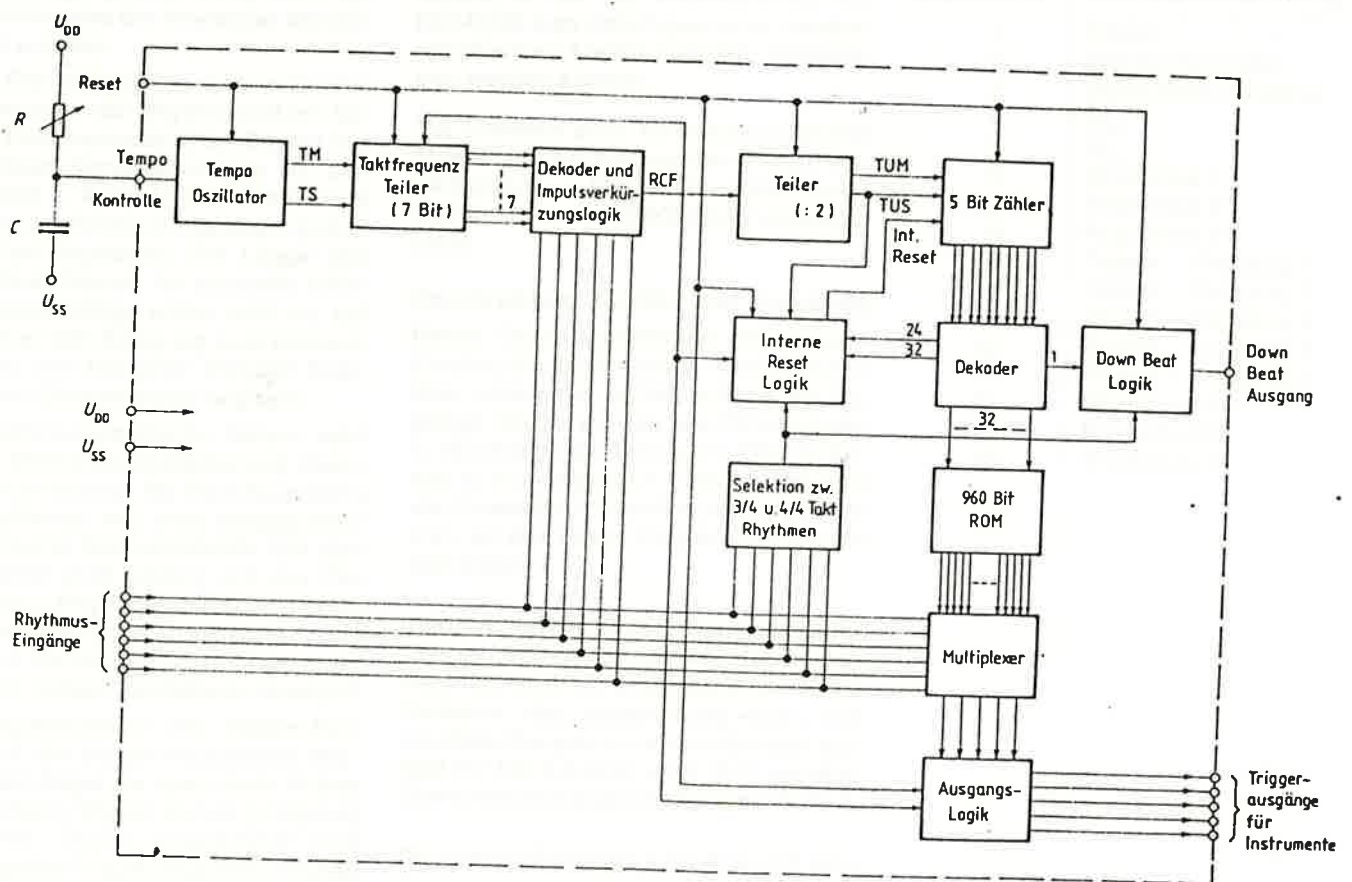 U_DD
Reset
R
Tempo
Kontrolle
C
U_SS
Tempo
Oszillator
TM
TS
Taktfrequenz
Teiler
(7 Bit)
7
Dekoder und
Impulsverkür-
zungslogik
RCF
Teiler
(:2)
TUM
TUS
Int.
Reset
5 Bit Zähler
Interne
Reset
Logik
24
32
Dekoder
1
Down Beat
Logik
Down
Beat
Ausgang
32
U_DD
U_SS
Selektion zw.
3/4 u. 4/4 Takt
Rhythmen
960 Bit
ROM
Rhythmus-
Eingänge
Multiplexer
Ausgangs-
Logik
Trigger-
ausgänge
für
Instrumente